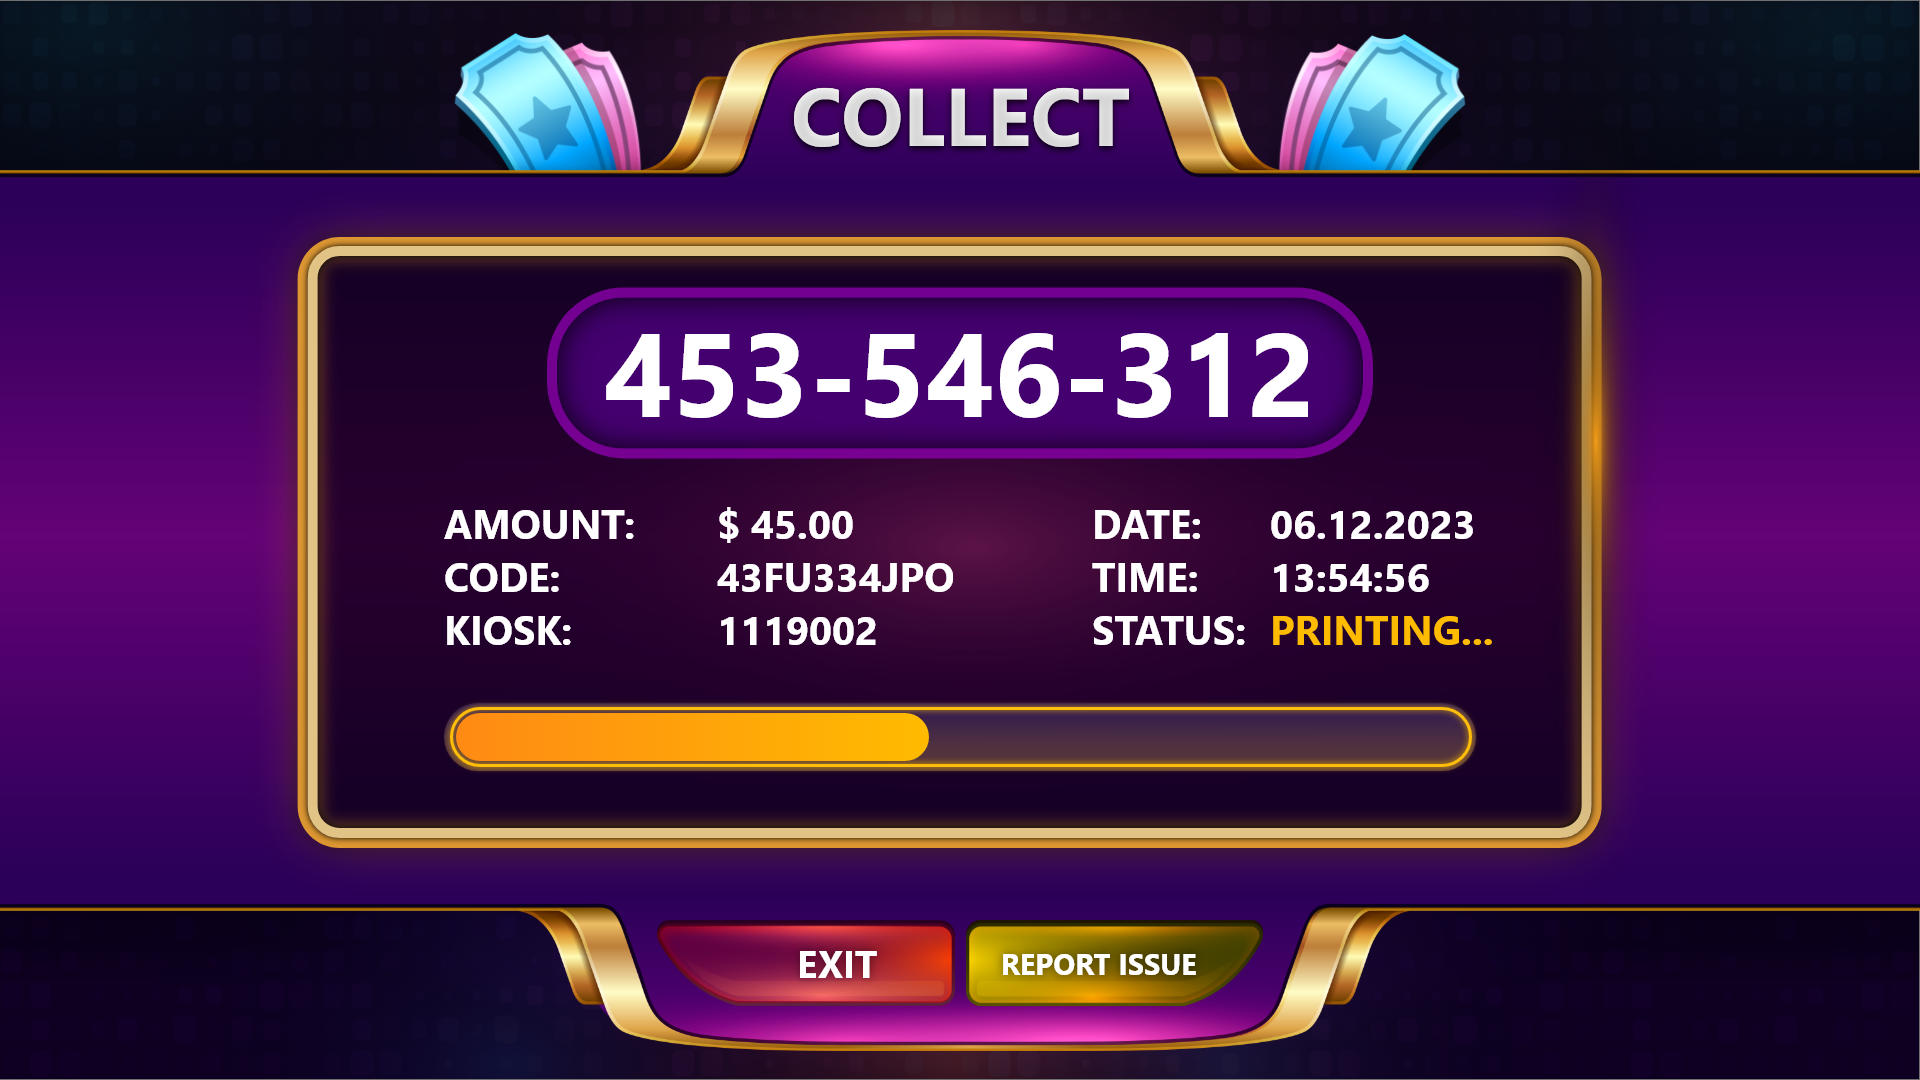 COLLECT
453-546-312
AMOUNT: $ 45.00 DATE: 06.12.2023
CODE: 43FU334JPO TIME: 13:54:56
KIOSK: 1119002 STATUS: PRINTING...
EXIT REPORT ISSUE